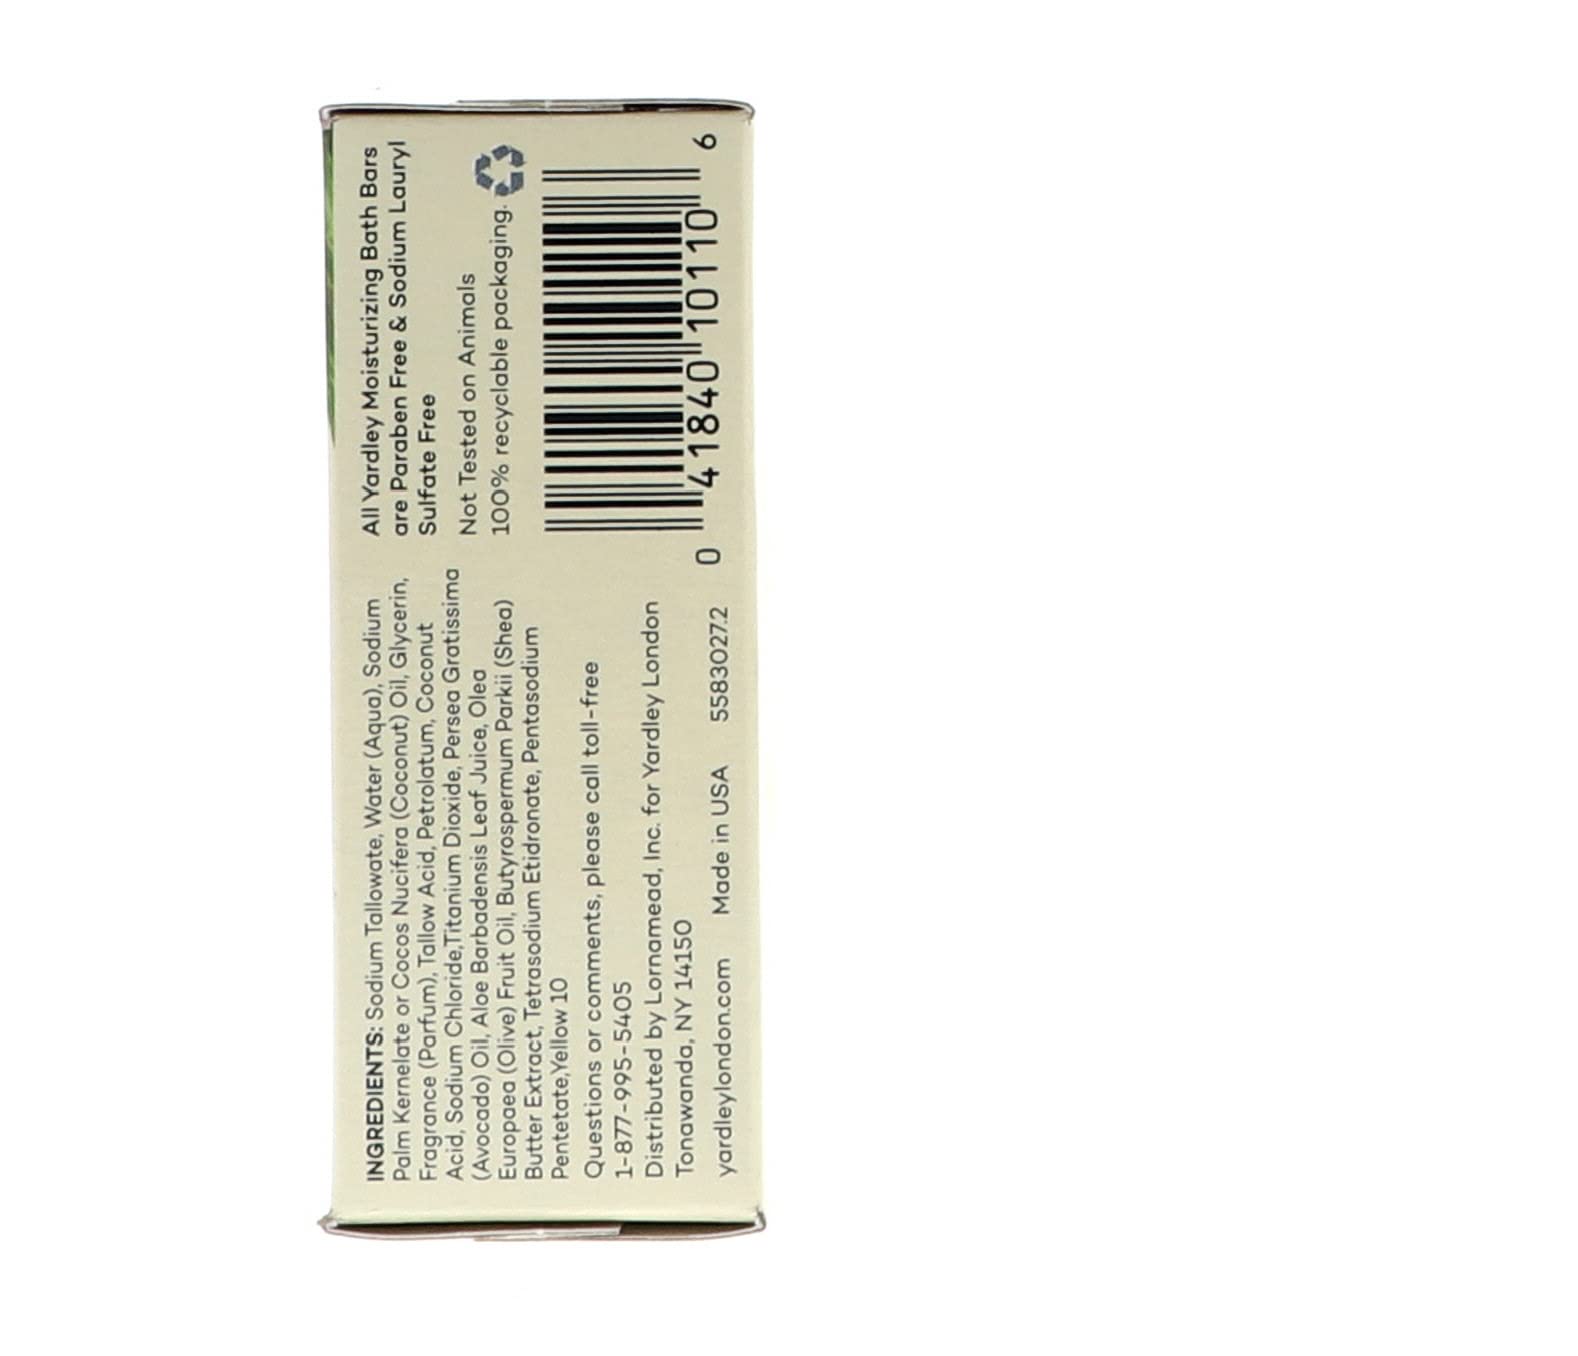 INGREDIENTS: Sodium Tallowate, Water (Aqua), Sodium
Palm Kernelate or Cocos Nucifera (Coconut) Oil, Glycerin,
Fragrance (Parfum), Tallow Acid, Petrolatum, Coconut
Acid, Sodium Chloride,Titanium Dioxide, Persea Gratissima
(Avocado) Oil, Aloe Barbadensis Leaf Juice, Olea
Europaea (Olive) Fruit Oil, Butyrospermum Parkii (Shea)
Butter Extract, Tetrasodium Etidronate, Pentasodium
Pentetate,Yellow 10
Questions or comments, please call toll-free
1-877-995-5405
Distributed by Lornamead, Inc. for Yardley London
Tonawanda, NY 14150
yardleylondon.com Made in USA 5583027.2
All Yardley Moisturizing Bath Bars
are Paraben Free & Sodium Lauryl
Sulfate Free
Not Tested on Animals
100% recyclable packaging.
0 41840 10110 6